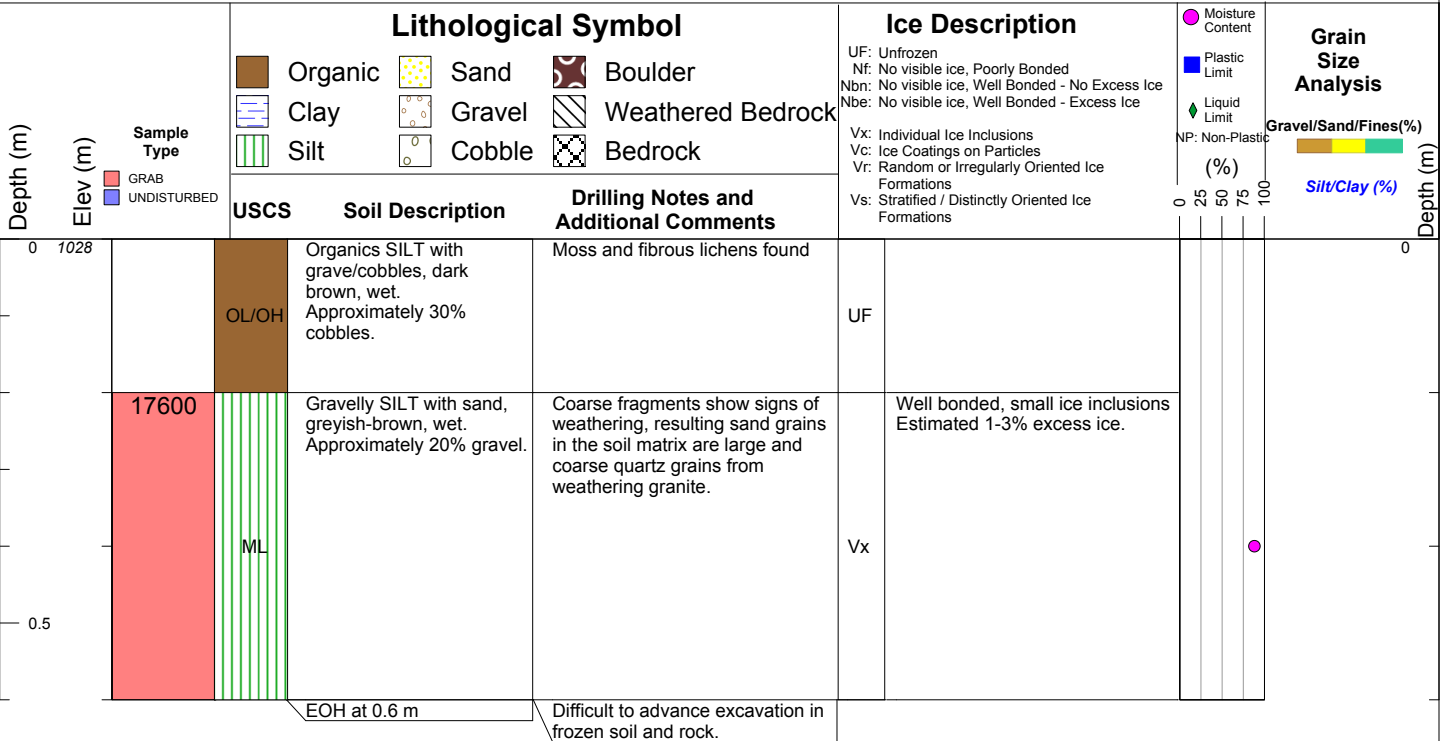 Depth (m)
Elev (m)
Sample
Type
GRAB
UNDISTURBED
Lithological Symbol
Organic
Sand
Boulder
Clay
Gravel
Weathered Bedrock
Silt
Cobble
Bedrock
USCS
Soil Description
Drilling Notes and
Additional Comments
Ice Description
UF: Unfrozen
Nf: No visible ice, Poorly Bonded
Nbn: No visible ice, Well Bonded - No Excess Ice
Nbe: No visible ice, Well Bonded - Excess Ice
Vx: Individual Ice Inclusions
Vc: Ice Coatings on Particles
Vr: Random or Irregularly Oriented Ice
Formations
Vs: Stratified / Distinctly Oriented Ice
Formations
Moisture
Content
Plastic
Limit
Liquid
Limit
NP: Non-Plastic
(%)
0 25 50 75 100
Grain
Size
Analysis
Gravel/Sand/Fines(%)
Silt/Clay (%)
Depth (m)
0 1028
OL/OH
Organics SILT with
grave/cobbles, dark
brown, wet.
Approximately 30%
cobbles.
Moss and fibrous lichens found
UF
0
17600
ML
Gravelly SILT with sand,
greyish-brown, wet.
Approximately 20% gravel.
Coarse fragments show signs of
weathering, resulting sand grains
in the soil matrix are large and
coarse quartz grains from
weathering granite.
Vx
Well bonded, small ice inclusions
Estimated 1-3% excess ice.
0.5
EOH at 0.6 m
Difficult to advance excavation in
frozen soil and rock.